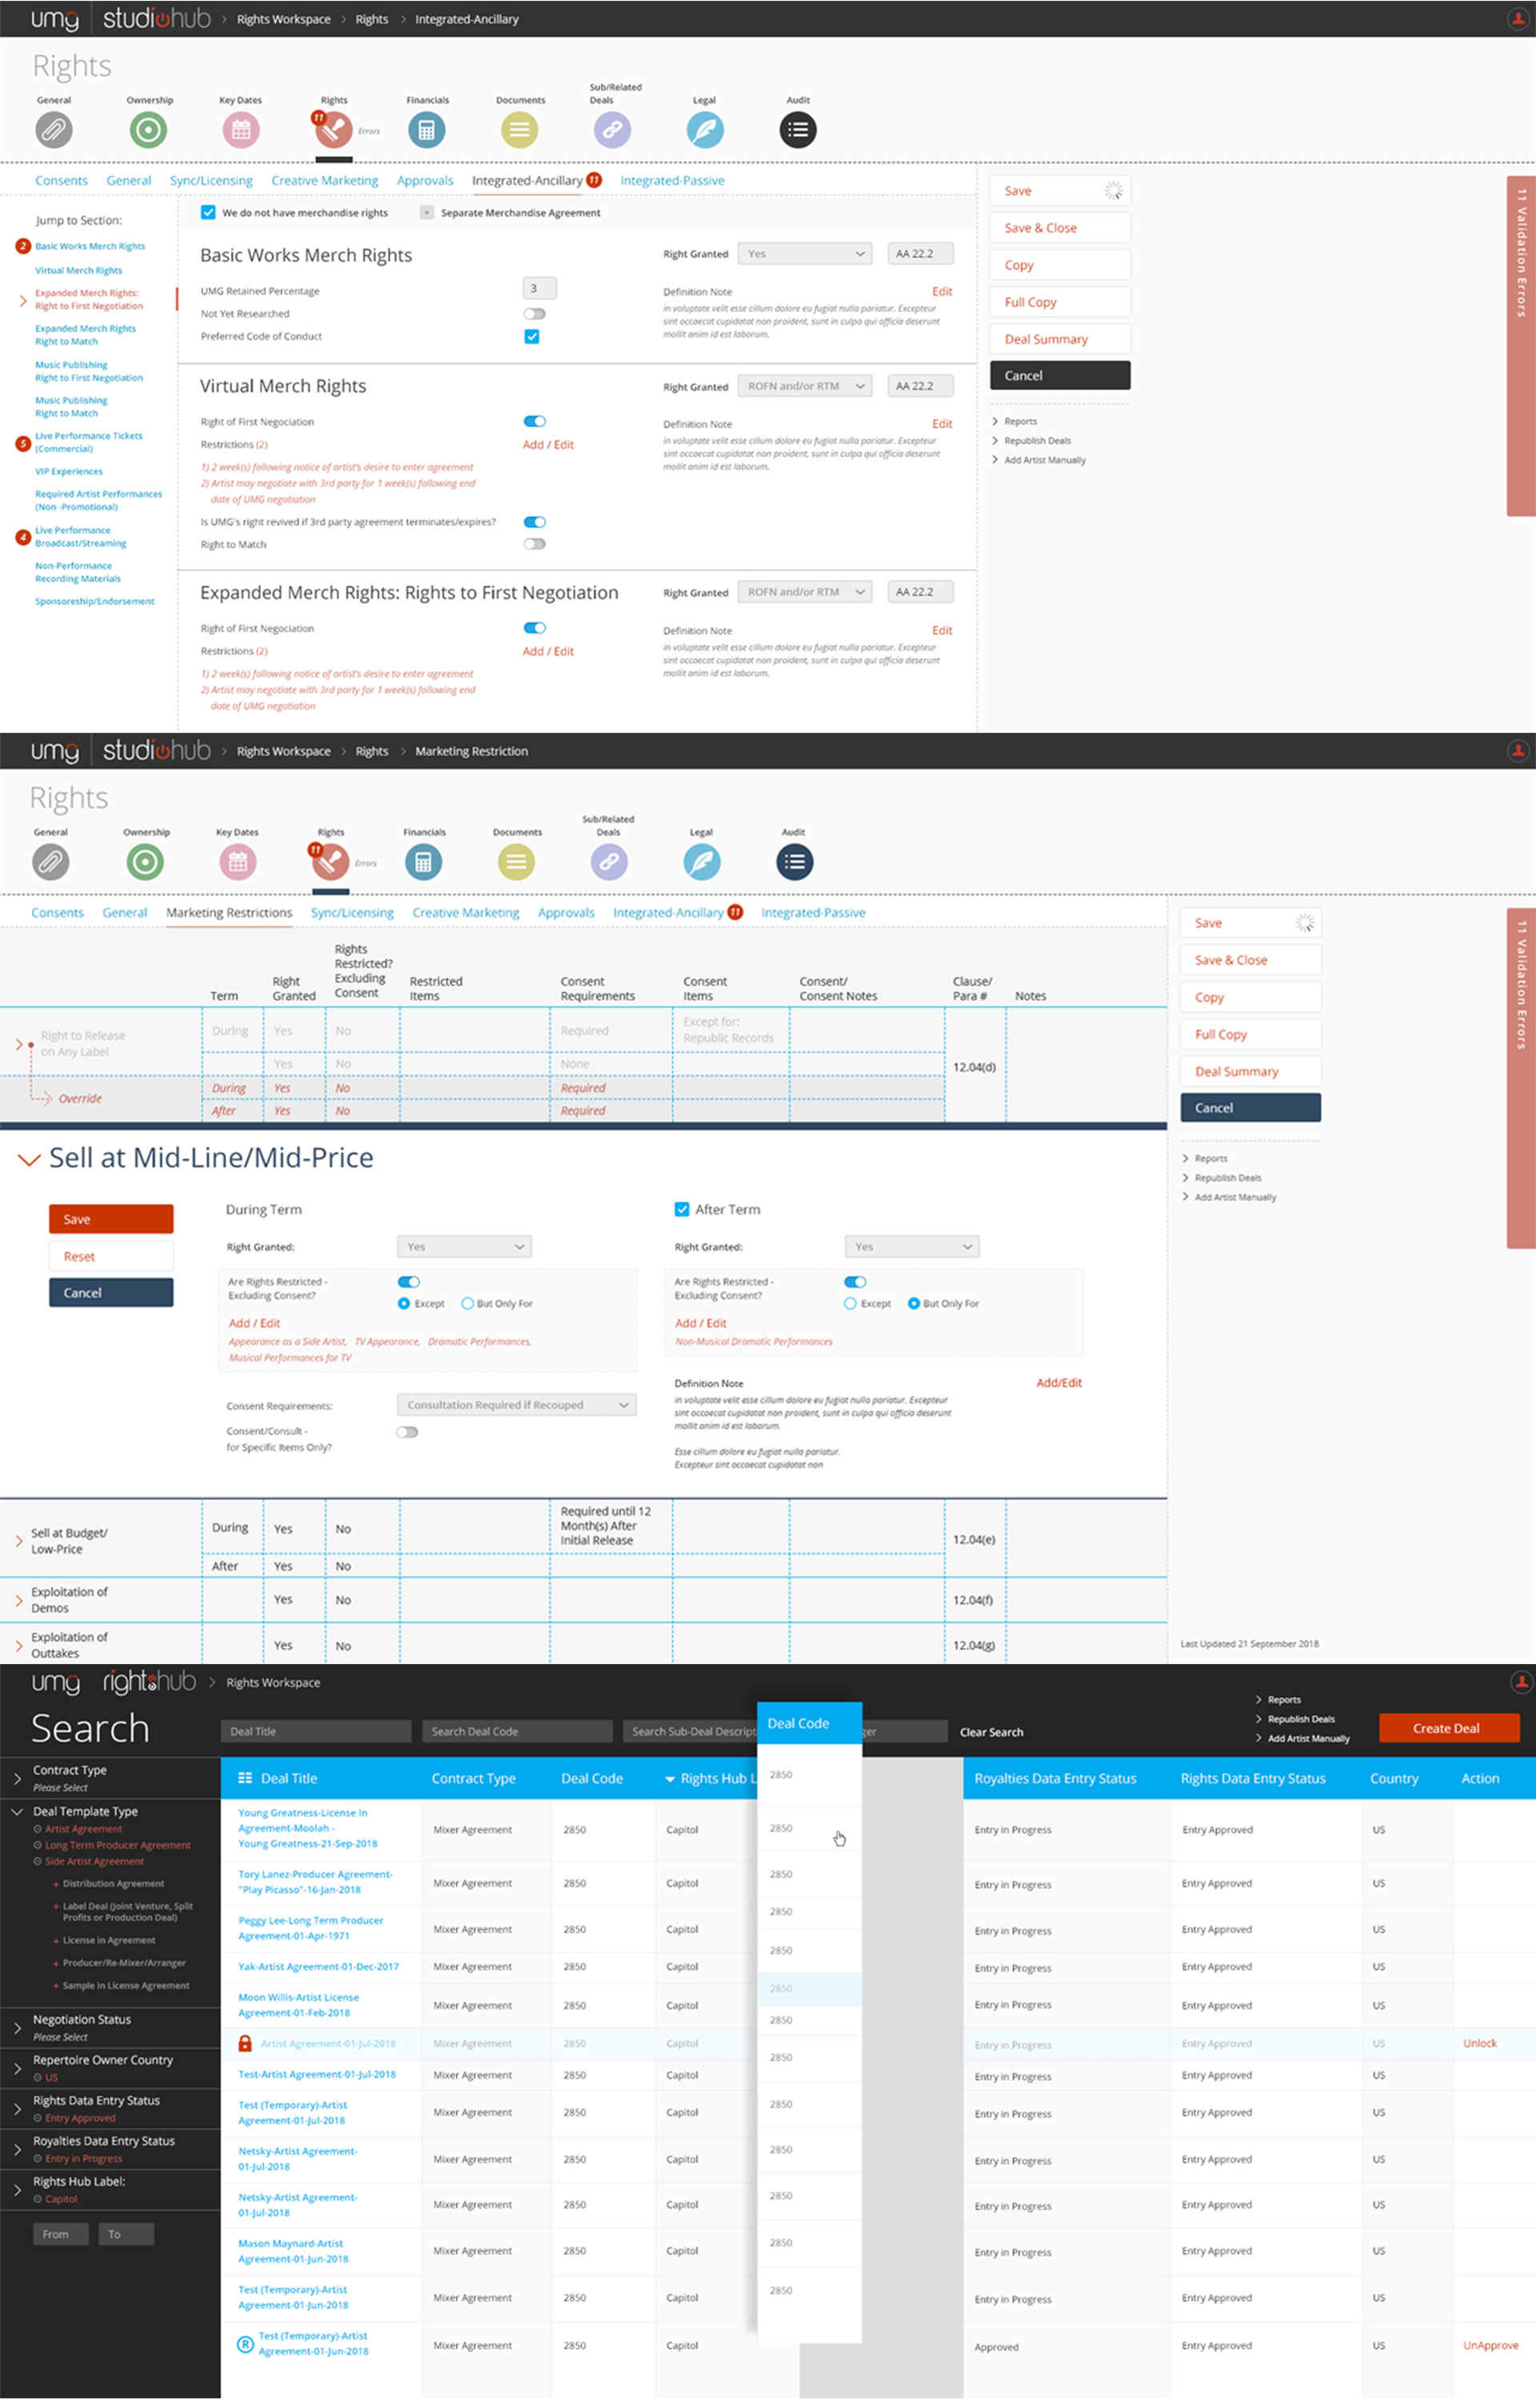 umg studiohub > Rights Workspace > Rights > Integrated-Ancillary
Rights
General
Ownership
Key Dates
Rights
Financials
Documents
Sub/Related
Deals
Legal
Audit
11
Errors
Consents
General
Sync/Licensing
Creative Marketing
Approvals
Integrated-Ancillary 11
Integrated-Passive
Jump to Section:
2 Basic Works Merch Rights
Virtual Merch Rights
Expanded Merch Rights:
Right to First Negotiation
Expanded Merch Rights
Right to Match
Music Publishing
Right to First Negotiation
Music Publishing
Right to Match
5 Live Performance Tickets
(Commercial)
VIP Experiences
Required Artist Performances
(Non -Promotional)
4 Live Performance
Broadcast/Streaming
Non-Performance
Recording Materials
Sponsoreship/Endorsement
We do not have merchandise rights
Separate Merchandise Agreement
Basic Works Merch Rights
UMG Retained Percentage 3
Not Yet Researched
Preferred Code of Conduct
Right Granted Yes AA 22.2
Definition Note Edit
in voluptate velit esse cillum dolore eu fugiat nulla pariatur. Excepteur
sint occaecat cupidatat non proident, sunt in culpa qui officia deserunt
mollit anim id est laborum.
Virtual Merch Rights
Right of First Negociation
Restrictions (2) Add / Edit
1) 2 week(s) following notice of artist's desire to enter agreement
2) Artist may negotiate with 3rd party for 1 week(s) following end
date of UMG negotiation
Is UMG's right revived if 3rd party agreement terminates/expires?
Right to Match
Right Granted ROFN and/or RTM AA 22.2
Definition Note Edit
in voluptate velit esse cillum dolore eu fugiat nulla pariatur. Excepteur
sint occaecat cupidatat non proident, sunt in culpa qui officia deserunt
mollit anim id est laborum.
Expanded Merch Rights: Rights to First Negotiation
Right of First Negociation
Restrictions (2) Add / Edit
1) 2 week(s) following notice of artist's desire to enter agreement
2) Artist may negotiate with 3rd party for 1 week(s) following end
date of UMG negotiation
Right Granted ROFN and/or RTM AA 22.2
Definition Note Edit
in voluptate velit esse cillum dolore eu fugiat nulla pariatur. Excepteur
sint occaecat cupidatat non proident, sunt in culpa qui officia deserunt
mollit anim id est laborum.
Save
Save & Close
Copy
Full Copy
Deal Summary
Cancel
> Reports
> Republish Deals
> Add Artist Manually
11 Validation Errors
umg studiohub > Rights Workspace > Rights > Marketing Restriction
Rights
General
Ownership
Key Dates
Rights
Financials
Documents
Sub/Related
Deals
Legal
Audit
11
Errors
Consents
General
Marketing Restrictions
Sync/Licensing
Creative Marketing
Approvals
Integrated-Ancillary 11
Integrated-Passive
Term
Right
Granted
Rights
Restricted?
Excluding
Consent
Restricted
Items
Consent
Requirements
Consent
Items
Consent/
Consent Notes
Clause/
Para #
Notes
Right to Release
on Any Label
During Yes No Required
Except for:
Republic Records
Yes No None
12.04(d)
Override
During Yes No Required
After Yes No Required
Sell at Mid-Line/Mid-Price
Save
Reset
Cancel
During Term
Right Granted: Yes
Are Rights Restricted -
Excluding Consent?
Except But Only For
Add / Edit
Appearance as a Side Artist, TV Appearance, Dramatic Performances,
Musical Performances for TV
Consent Requirements: Consultation Required if Recouped
Consent/Consult -
for Specific Items Only?
After Term
Right Granted: Yes
Are Rights Restricted -
Excluding Consent?
Except But Only For
Add / Edit
Non-Musical Dramatic Performances
Definition Note Add/Edit
in voluptate velit esse cillum dolore eu fugiat nulla pariatur. Excepteur
sint occaecat cupidatat non proident, sunt in culpa qui officia deserunt
mollit anim id est laborum.
Esse cillum dolore eu fugiat nulla pariatur.
Excepteur sint occaecat cupidatat non
Sell at Budget/
Low-Price
During Yes No
Required until 12
Month(s) After
Initial Release
12.04(e)
After Yes No
Exploitation of
Demos
Yes No 12.04(f)
Exploitation of
Outtakes
Yes No 12.04(g)
Save
Save & Close
Copy
Full Copy
Deal Summary
Cancel
> Reports
> Republish Deals
> Add Artist Manually
11 Validation Errors
Last Updated 21 September 2018
umg rightshub > Rights Workspace
Search
Deal Title
Search Deal Code
Search Sub-Deal Descript
ger
Clear Search
> Reports
> Republish Deals
> Add Artist Manually
Create Deal
Contract Type
Please Select
Deal Template Type
Artist Agreement
Long Term Producer Agreement
Side Artist Agreement
+ Distribution Agreement
+ Label Deal (Joint Venture, Split
Profits or Production Deal)
+ License in Agreement
+ Producer/Re-Mixer/Arranger
+ Sample In License Agreement
Negotiation Status
Please Select
Repertoire Owner Country
US
Rights Data Entry Status
Entry Approved
Royalties Data Entry Status
Entry in Progress
Rights Hub Label:
Capitol
From To
Deal Title Contract Type Deal Code Rights Hub L Royalties Data Entry Status Rights Data Entry Status Country Action
Young Greatness-License In
Agreement-Moolah -
Young Greatness-21-Sep-2018
Mixer Agreement 2850 Capitol Entry in Progress Entry Approved US
Tory Lanez-Producer Agreement-
"Play Picasso"-16-Jan-2018
Mixer Agreement 2850 Capitol Entry in Progress Entry Approved US
Peggy Lee-Long Term Producer
Agreement-01-Apr-1971
Mixer Agreement 2850 Capitol Entry in Progress Entry Approved US
Yak-Artist Agreement-01-Dec-2017 Mixer Agreement 2850 Capitol Entry in Progress Entry Approved US
Moon Willis-Artist License
Agreement-01-Feb-2018
Mixer Agreement 2850 Capitol Entry in Progress Entry Approved US
Artist Agreement-01-Jul-2018 Mixer Agreement 2850 Capitol Entry in Progress Entry Approved US Unlock
Test-Artist Agreement-01-Jul-2018 Mixer Agreement 2850 Capitol Entry in Progress Entry Approved US
Test (Temporary)-Artist
Agreement-01-Jul-2018
Mixer Agreement 2850 Capitol Entry in Progress Entry Approved US
Netsky-Artist Agreement-
01-Jul-2018
Mixer Agreement 2850 Capitol Entry in Progress Entry Approved US
Netsky-Artist Agreement-
01-Jul-2018
Mixer Agreement 2850 Capitol Entry in Progress Entry Approved US
Mason Maynard-Artist
Agreement-01-Jun-2018
Mixer Agreement 2850 Capitol Entry in Progress Entry Approved US
Test (Temporary)-Artist
Agreement-01-Jun-2018
Mixer Agreement 2850 Capitol Entry in Progress Entry Approved US
R Test (Temporary)-Artist
Agreement-01-Jun-2018
Mixer Agreement 2850 Capitol Approved Entry Approved US UnApprove
Deal Code
2850
2850
2850
2850
2850
2850
2850
2850
2850
2850
2850
2850
2850